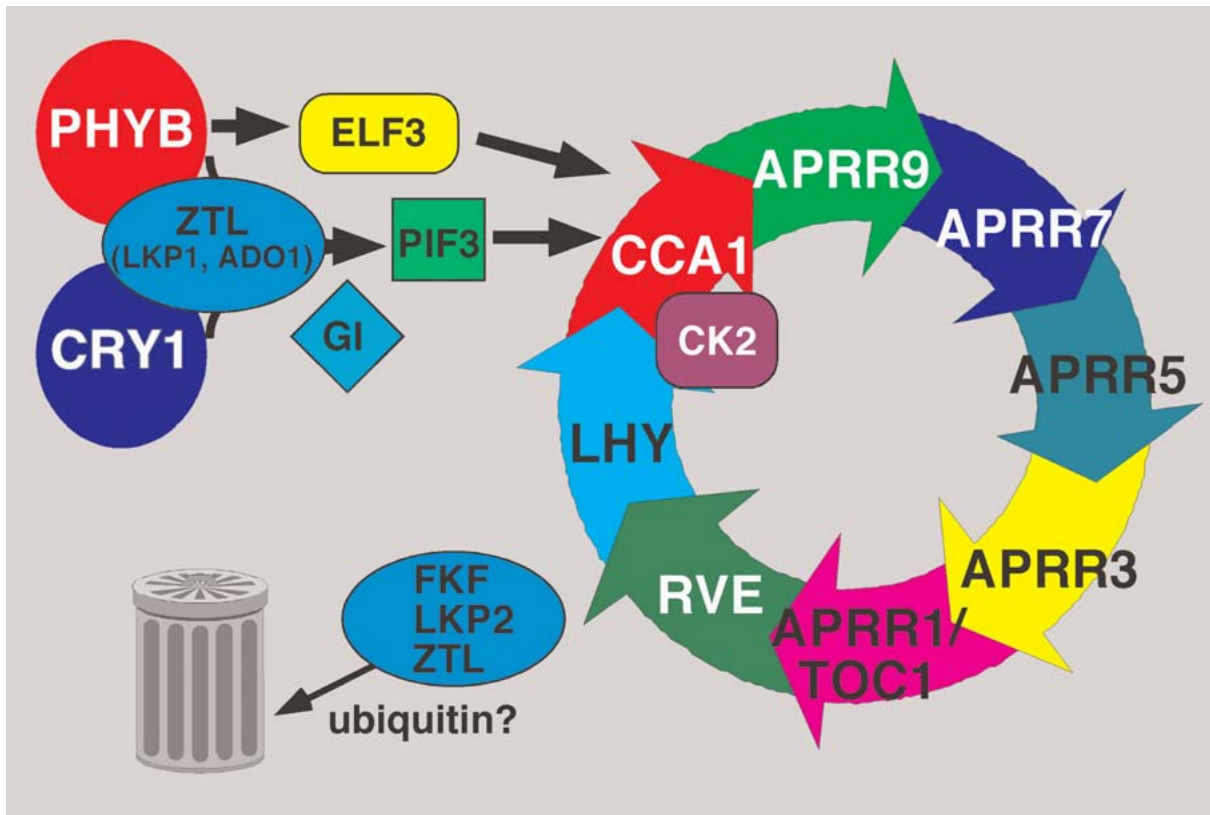 PHYB
ELF3
ZTL
(LKP1, ADO1)
PIF3
GI
CRY1
CCA1
CK2
APRR9
APRR7
APRR5
APRR3
APRR1/
TOC1
RVE
LHY
FKF
LKP2
ZTL
ubiquitin?